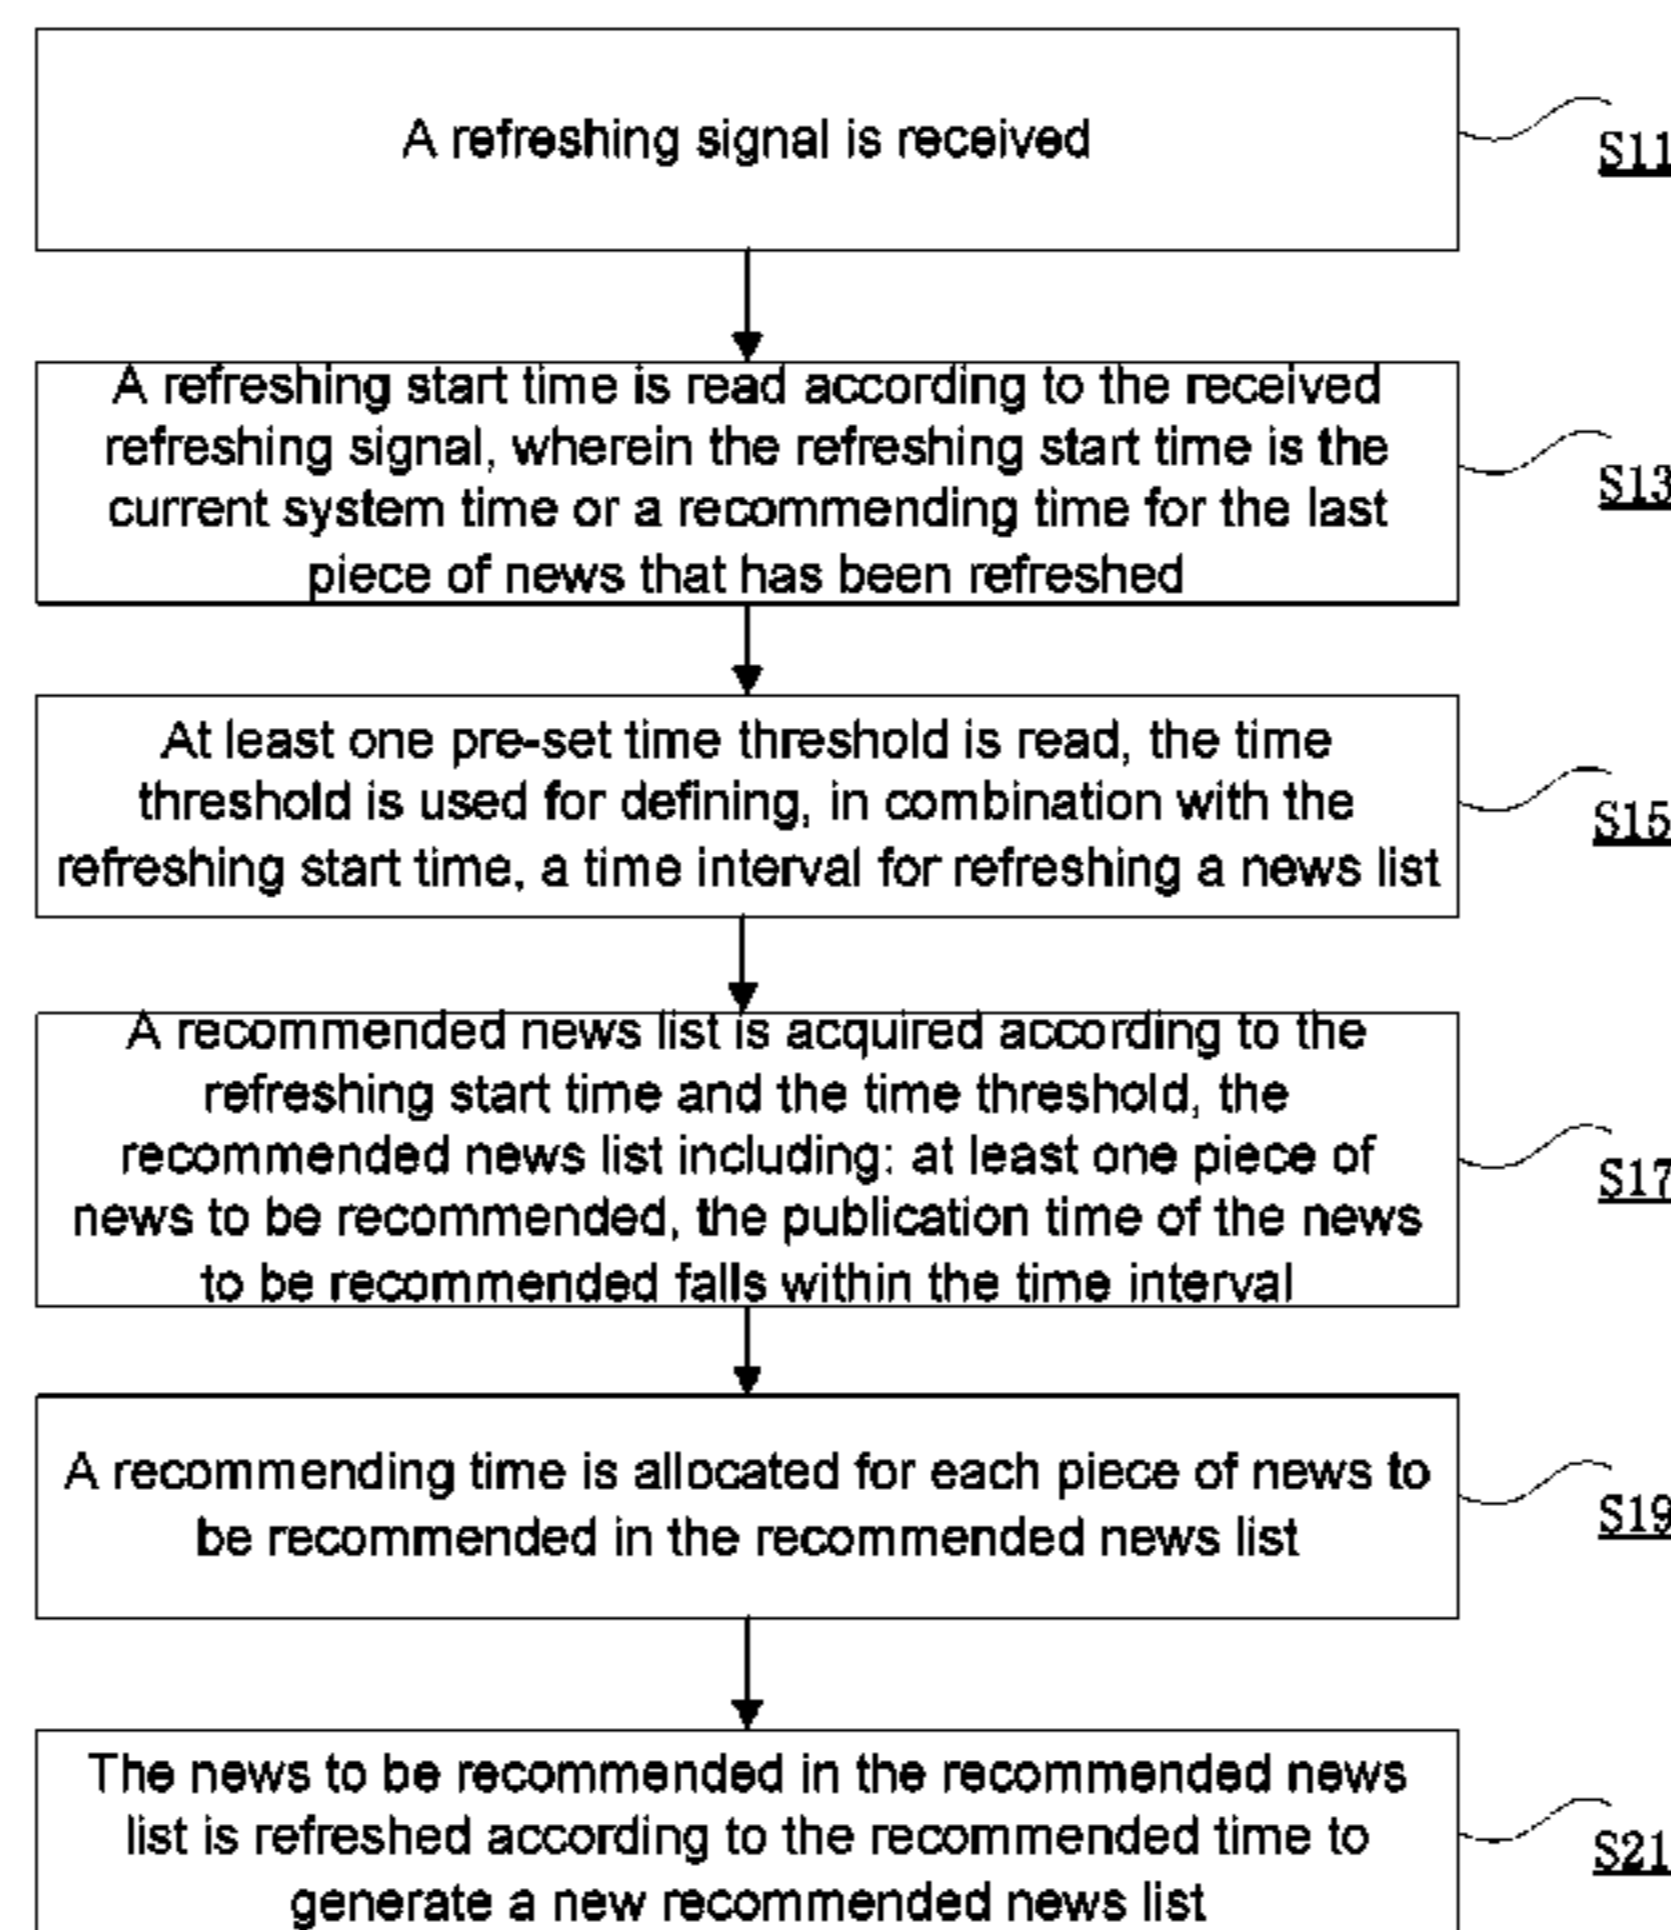 A refreshing signal is received
S11
A refreshing start time is read according to the received
refreshing signal, wherein the refreshing start time is the
current system time or a recommending time for the last
piece of news that has been refreshed
S13
At least one pre-set time threshold is read, the time
threshold is used for defining, in combination with the
refreshing start time, a time interval for refreshing a news list
S15
A recommended news list is acquired according to the
refreshing start time and the time threshold, the
recommended news list including: at least one piece of
news to be recommended, the publication time of the news
to be recommended falls within the time interval
S17
A recommending time is allocated for each piece of news to
be recommended in the recommended news list
S19
The news to be recommended in the recommended news
list is refreshed according to the recommended time to
generate a new recommended news list
S21